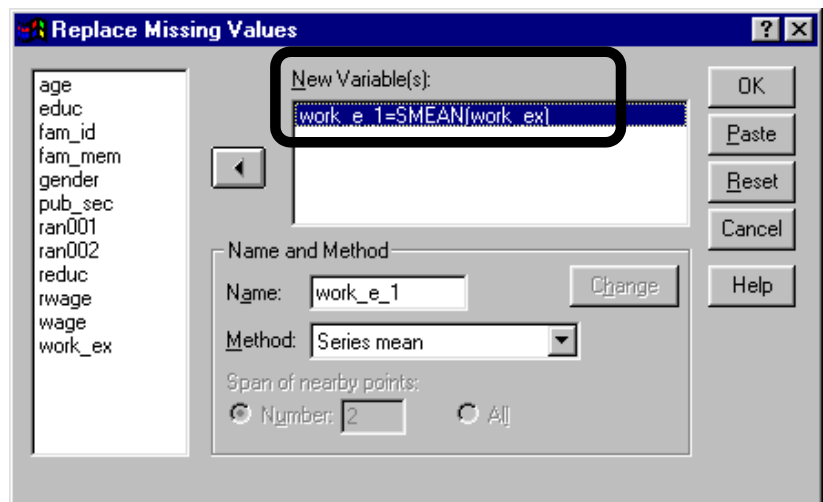 Replace Missing Values
age
educ
fam_id
fam_mem
gender
pub_sec
ran001
ran002
reduc
rwage
wage
work_ex
New Variable(s):
work_e_1=SMEAN(work_ex)
Name and Method
Name: work_e_1
Change
Method: Series mean
Span of nearby points:
Number: 2
All
OK
Paste
Reset
Cancel
Help